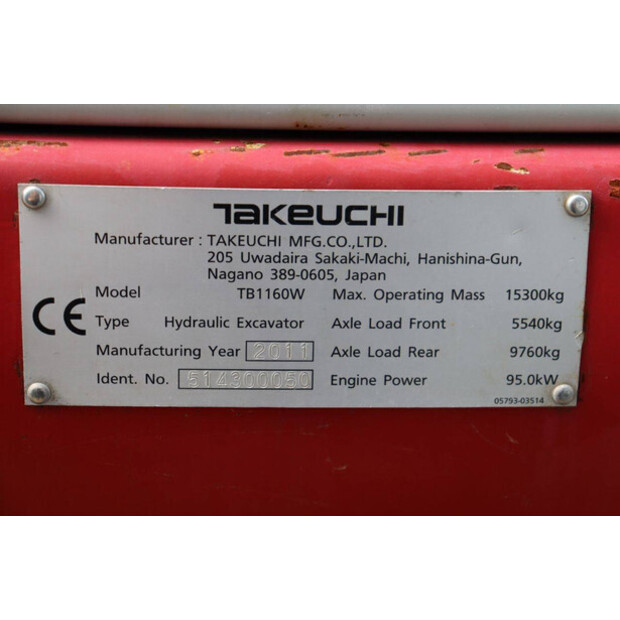 TAKEUCHI
Manufacturer : TAKEUCHI MFG.CO.,LTD.
205 Uwadaira Sakaki-Machi, Hanishina-Gun,
Nagano 389-0605, Japan
Model TB1160W Max. Operating Mass 15300kg
CE Type Hydraulic Excavator Axle Load Front 5540kg
Manufacturing Year 2011 Axle Load Rear 9760kg
Ident. No. 514300050 Engine Power 95.0kW
05793-03514